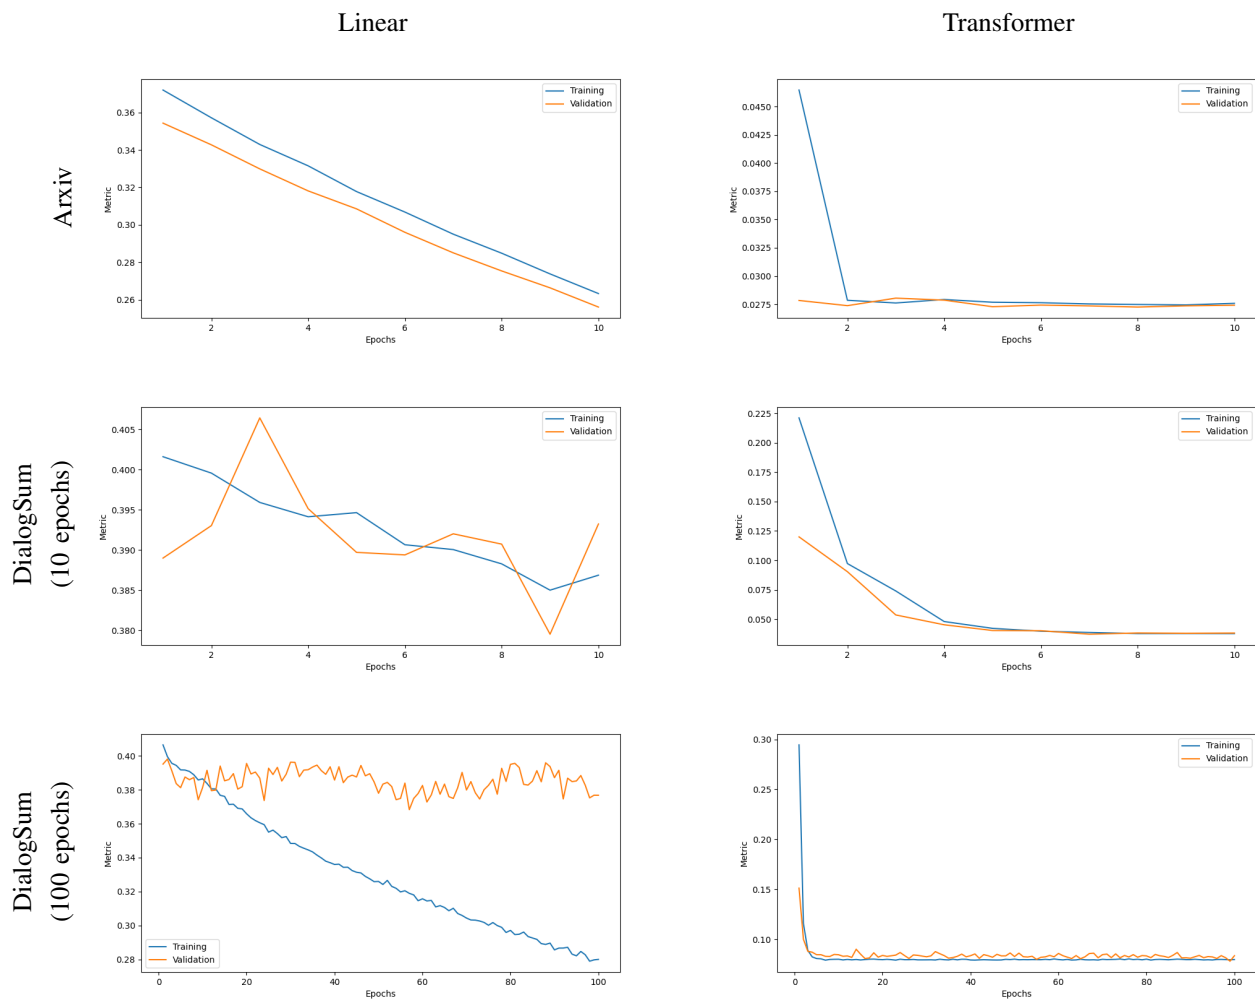 Linear
Transformer
Arxiv
0.36
0.34
0.32
0.30
0.28
0.26
Metric
2
4
6
8
10
Epochs
Training
Validation
0.0450
0.0425
0.0400
0.0375
0.0350
0.0325
0.0300
0.0275
Metric
2
4
6
8
10
Epochs
Training
Validation
DialogSum
(10 epochs)
0.405
0.400
0.395
0.390
0.385
0.380
Metric
2
4
6
8
10
Epochs
Training
Validation
0.225
0.200
0.175
0.150
0.125
0.100
0.075
0.050
Metric
2
4
6
8
10
Epochs
Training
Validation
DialogSum
(100 epochs)
0.40
0.38
0.36
0.34
0.32
0.30
0.28
Metric
0
20
40
60
80
100
Epochs
Training
Validation
0.30
0.25
0.20
0.15
0.10
Metric
0
20
40
60
80
100
Epochs
Training
Validation